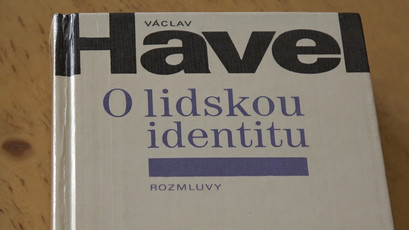 VÁCLAV
Havel
O lidskou
identitu
ROZMLUVY